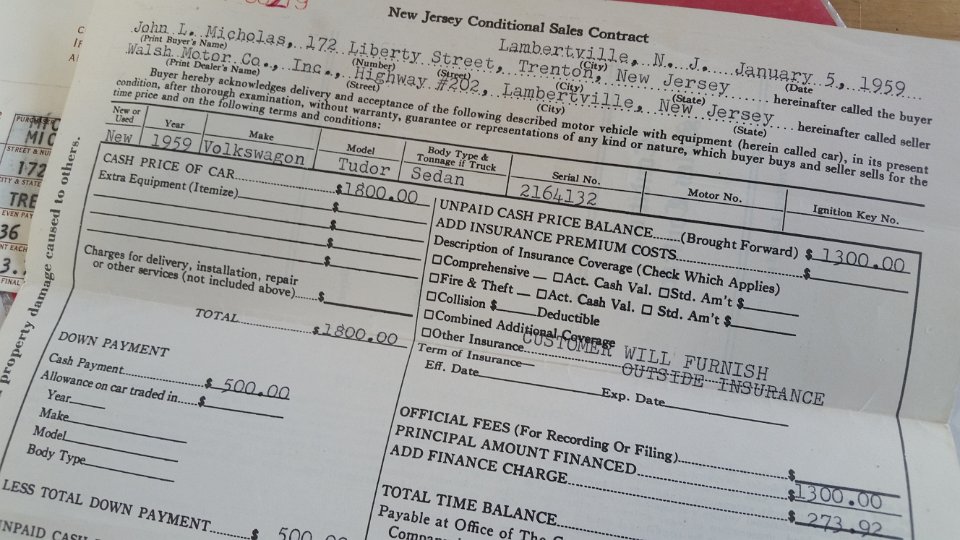 New Jersey Conditional Sales Contract
Lambertville, N. J. January 5, 1959
(City) (Date
John L. Micholas, 172 Liberty Street, Trenton, New Jersey hereinafter called the buyer
(Print Buyer's Name) (Number) (Street) (City) (State)
Walsh Motor Co., Inc., Highway #202, Lambertville, New Jersey hereinafter called seller
(Print Dealer's Name) (Street) (City) (State)
Buyer hereby acknowledges delivery and acceptance of the following described motor vehicle with equipment (herein called car), in its present
condition, after thorough examination, without warranty, guarantee or representations of any kind or nature, which buyer buys and seller sells for the
time price and on the following terms and conditions:
New or Used Year Make Model Body Type & Tonnage if Truck Serial No. Motor No. Ignition Key No.
New 1959 Volkswagon Tudor Sedan 2164132
CASH PRICE OF CAR $1800.00
Extra Equipment (Itemize) $
$
$
$
Charges for delivery, installation, repair
or other services (not included above) $
TOTAL $1800.00
DOWN PAYMENT
Cash Payment $ 500.00
Allowance on car traded in $
Year
Make
Model
Body Type
LESS TOTAL DOWN PAYMENT $ 500
UNPAID CASH PRICE BALANCE (Brought Forward) $ 1300.00
ADD INSURANCE PREMIUM COSTS $
Description of Insurance Coverage (Check Which Applies)
☐Comprehensive — ☐Act. Cash Val. ☐Std. Am't $
☐Fire & Theft — ☐Act. Cash Val. ☐ Std. Am't $
☐Collision $ Deductible
☐Combined Additional Coverage
☐Other Insurance CUSTOMER WILL FURNISH
Term of Insurance— OUTSIDE INSURANCE
Eff. Date Exp. Date
OFFICIAL FEES (For Recording Or Filing) $
PRINCIPAL AMOUNT FINANCED $1300.00
ADD FINANCE CHARGE $ 273.92
TOTAL TIME BALANCE $
Payable at Office of The
property damage caused to others.
172
TRE
36